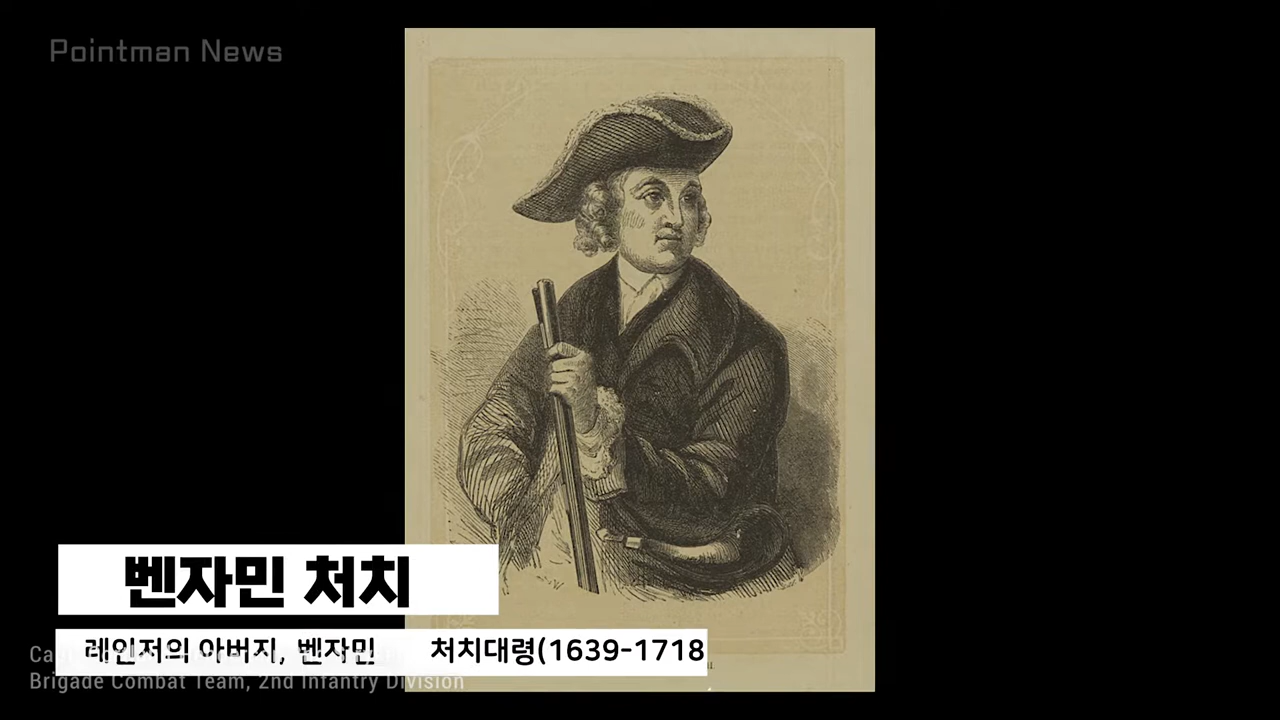 Pointman News
벤자민 처치
레인저의 아버지, 벤자민 처치대령(1639-1718
Brigade Combat Team, 2nd Infantry Division